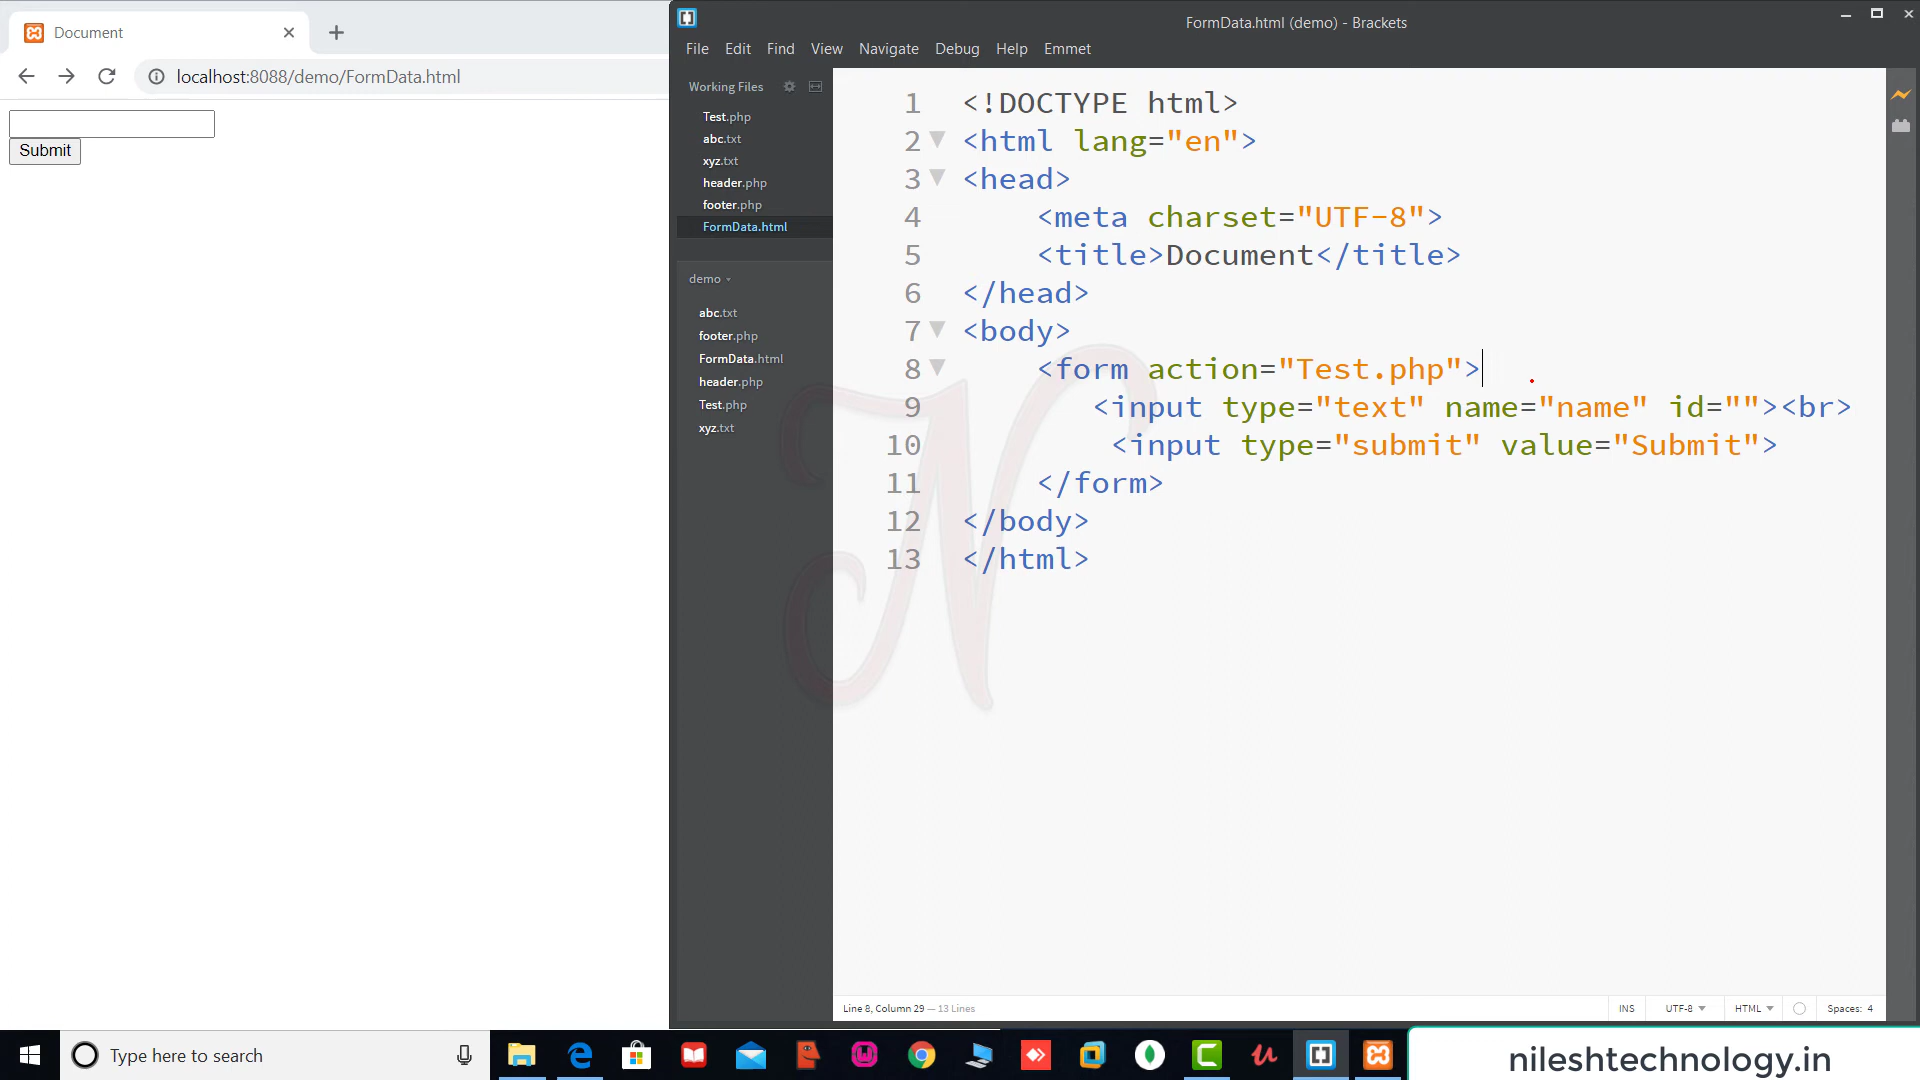 Document
localhost:8088/demo/FormData.html
Submit
FormData.html (demo) - Brackets
File Edit Find View Navigate Debug Help Emmet
Working Files
Test.php
abc.txt
xyz.txt
header.php
footer.php
FormData.html
demo
abc.txt
footer.php
FormData.html
header.php
Test.php
xyz.txt
1 <!DOCTYPE html>
2 <html lang="en">
3 <head>
4 <meta charset="UTF-8">
5 <title>Document</title>
6 </head>
7 <body>
8 <form action="Test.php">
9 <input type="text" name="name" id=""><br>
10 <input type="submit" value="Submit">
11 </form>
12 </body>
13 </html>
N
Line 8, Column 29 — 13 Lines
INS UTF-8 HTML Spaces: 4
Type here to search
nileshtechnology.in